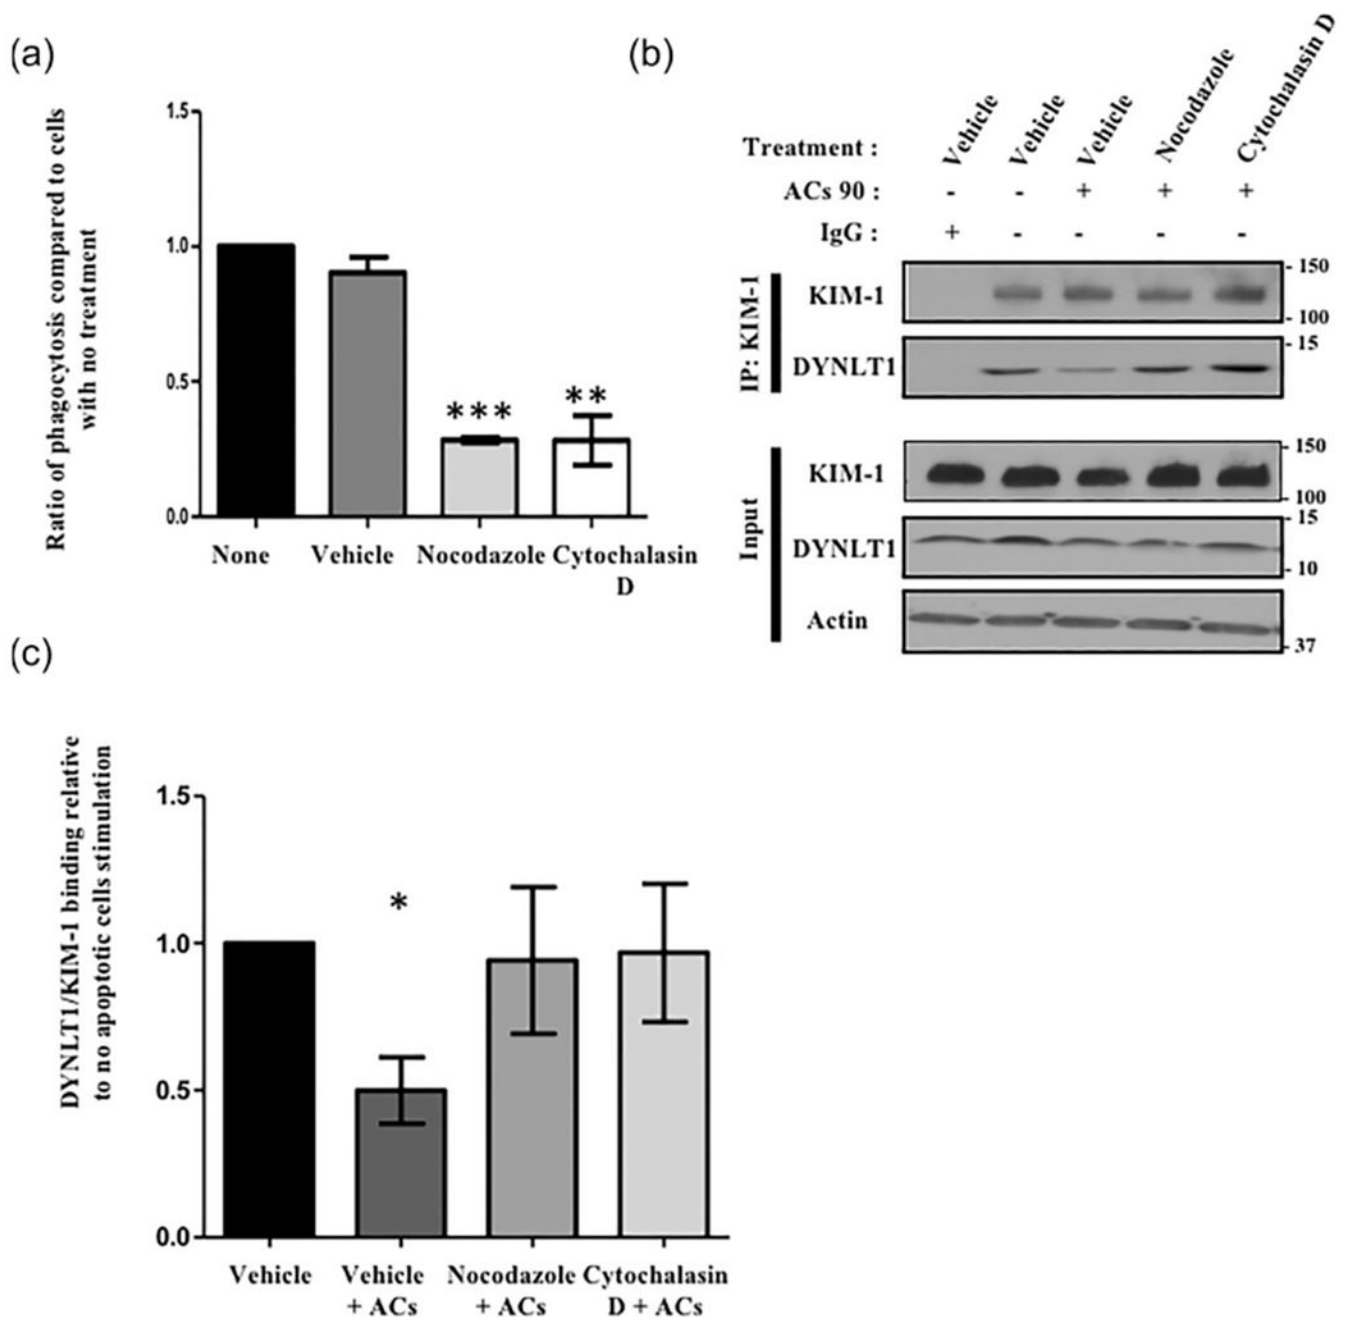 (a)
Ratio of phagocytosis compared to cells
with no treatment
1.5
1.0
0.5
0.0
***
**
None Vehicle Nocodazole Cytochalasin
D
(b)
Treatment : Vehicle Vehicle Vehicle Nocodazole Cytochalasin D
ACs 90 : - - + + +
IgG : + - - - -
IP: KIM-1
KIM-1
- 150
- 100
DYNLT1
- 15
Input
KIM-1
- 150
- 100
DYNLT1
- 15
- 10
Actin
- 37
(c)
DYNLT1/KIM-1 binding relative
to no apoptotic cells stimulation
1.5
1.0
0.5
0.0
*
Vehicle Vehicle Nocodazole Cytochalasin
+ ACs + ACs D + ACs